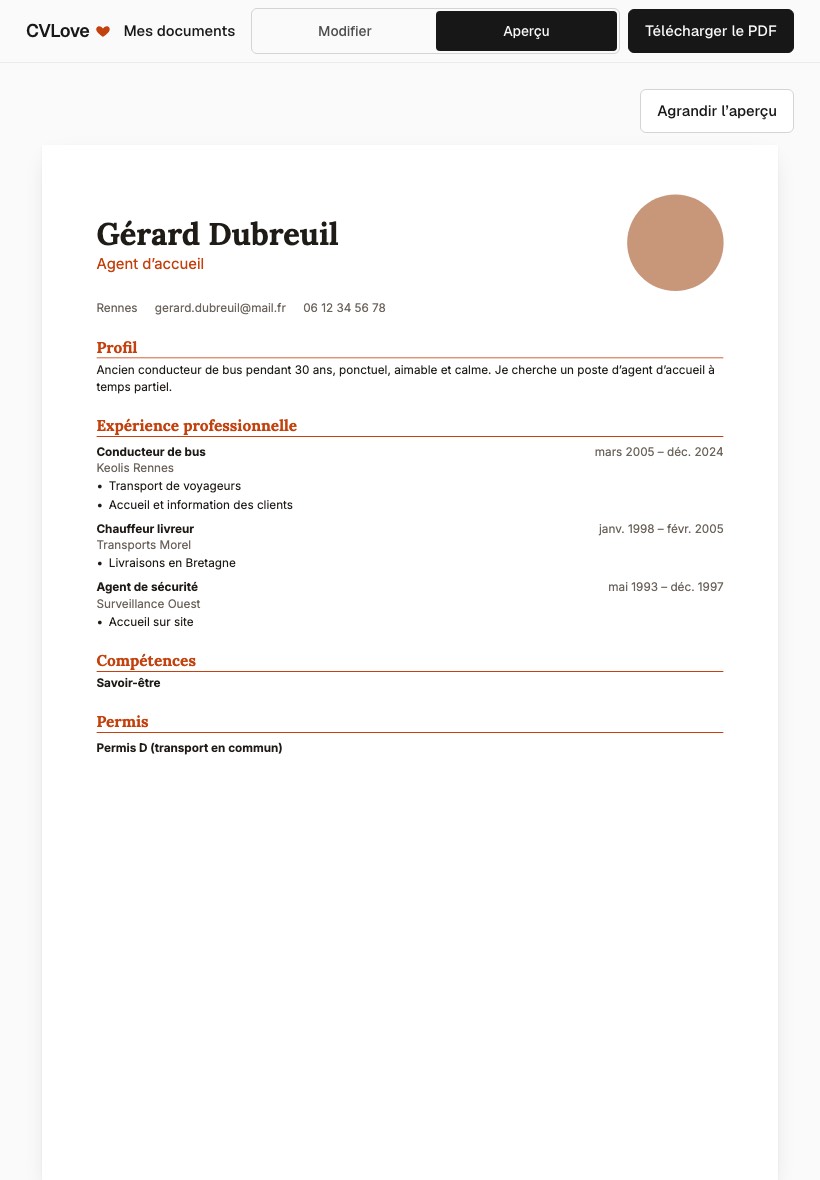 CVLove Mes documents Modifier Aperçu Télécharger le PDF
Agrandir l’aperçu
Gérard Dubreuil
Agent d’accueil
Rennes gerard.dubreuil@mail.fr 06 12 34 56 78
Profil
Ancien conducteur de bus pendant 30 ans, ponctuel, aimable et calme. Je cherche un poste d’agent d’accueil à
temps partiel.
Expérience professionnelle
Conducteur de bus mars 2005 – déc. 2024
Keolis Rennes
• Transport de voyageurs
• Accueil et information des clients
Chauffeur livreur janv. 1998 – févr. 2005
Transports Morel
• Livraisons en Bretagne
Agent de sécurité mai 1993 – déc. 1997
Surveillance Ouest
• Accueil sur site
Compétences
Savoir-être
Permis
Permis D (transport en commun)